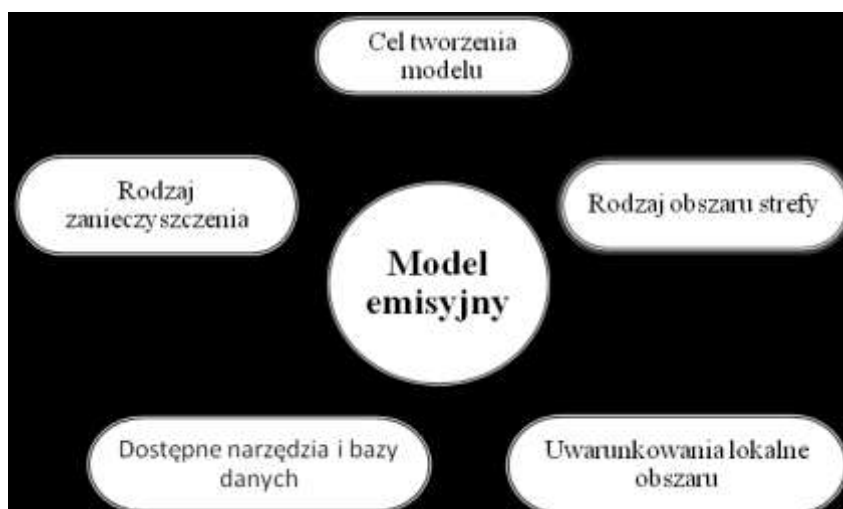 Cel tworzenia
modelu
Rodzaj
zanieczyszczenia
Rodzaj obszaru strefy
Model
emisyjny
Dostępne narzędzia i bazy
danych
Uwarunkowania lokalne
obszaru